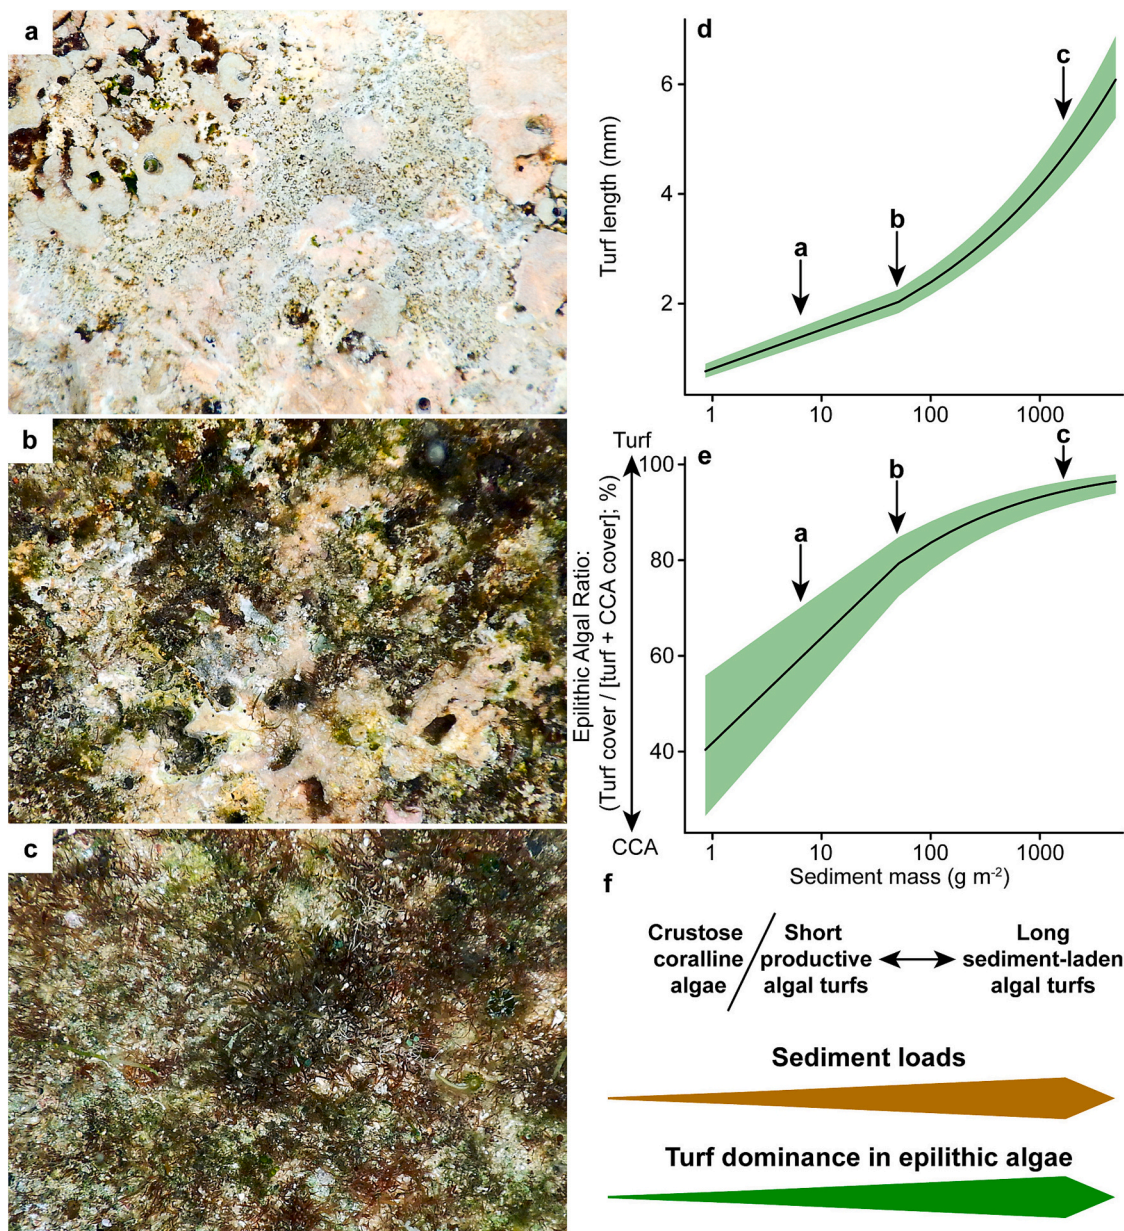 a
b
c
d
6
4
2
Turf length (mm)
a
b
c
1
10
100
1000
e
Turf
100
80
60
40
CCA
Epilithic Algal Ratio:
(Turf cover / [turf + CCA cover]; %)
a
b
c
1
10
100
1000
Sediment mass (g m⁻²)
f
Crustose
coralline
algae
Short
productive
algal turfs
Long
sediment-laden
algal turfs
Sediment loads
Turf dominance in epilithic algae